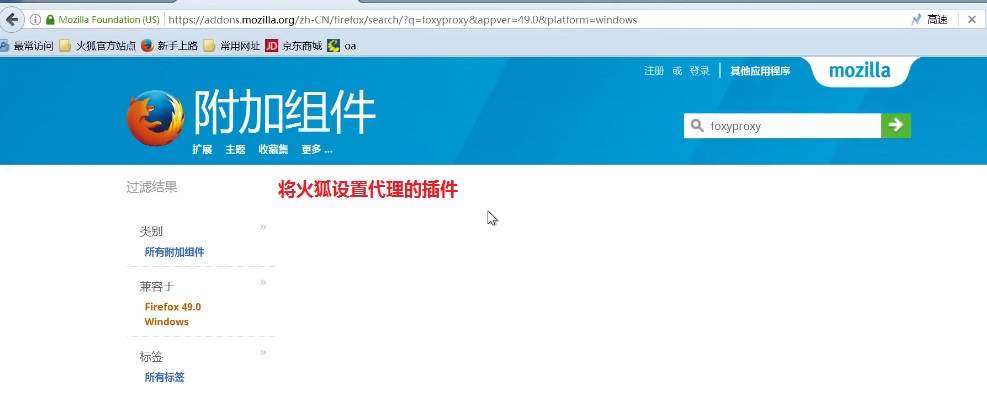 Mozilla Foundation (US) https://addons.mozilla.org/zh-CN/firefox/search/?q=foxyproxy&appver=49.0&platform=windows 高速
最常访问 火狐官方站点 新手上路 常用网址 JD 京东商城 oa
注册 或 登录 其他应用程序 mozilla
附加组件
foxyproxy
扩展 主题 收藏集 更多 ...
过滤结果
将火狐设置代理的插件
类别 »
所有附加组件
兼容于 »
Firefox 49.0
Windows
标签 »
所有标签